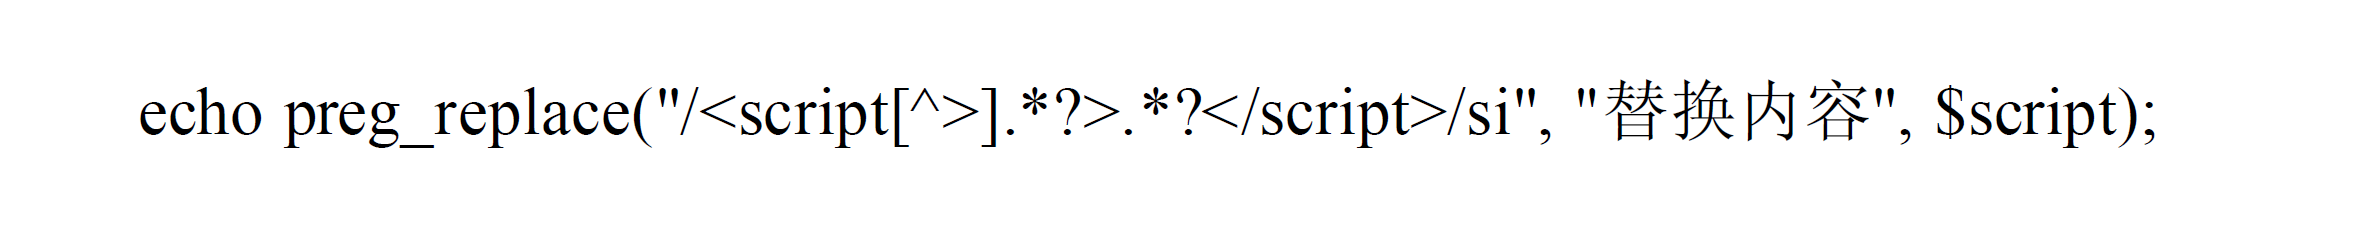 echo preg_replace("/<script[^>].*?>.*?</script>/si", "替换内容", $script);